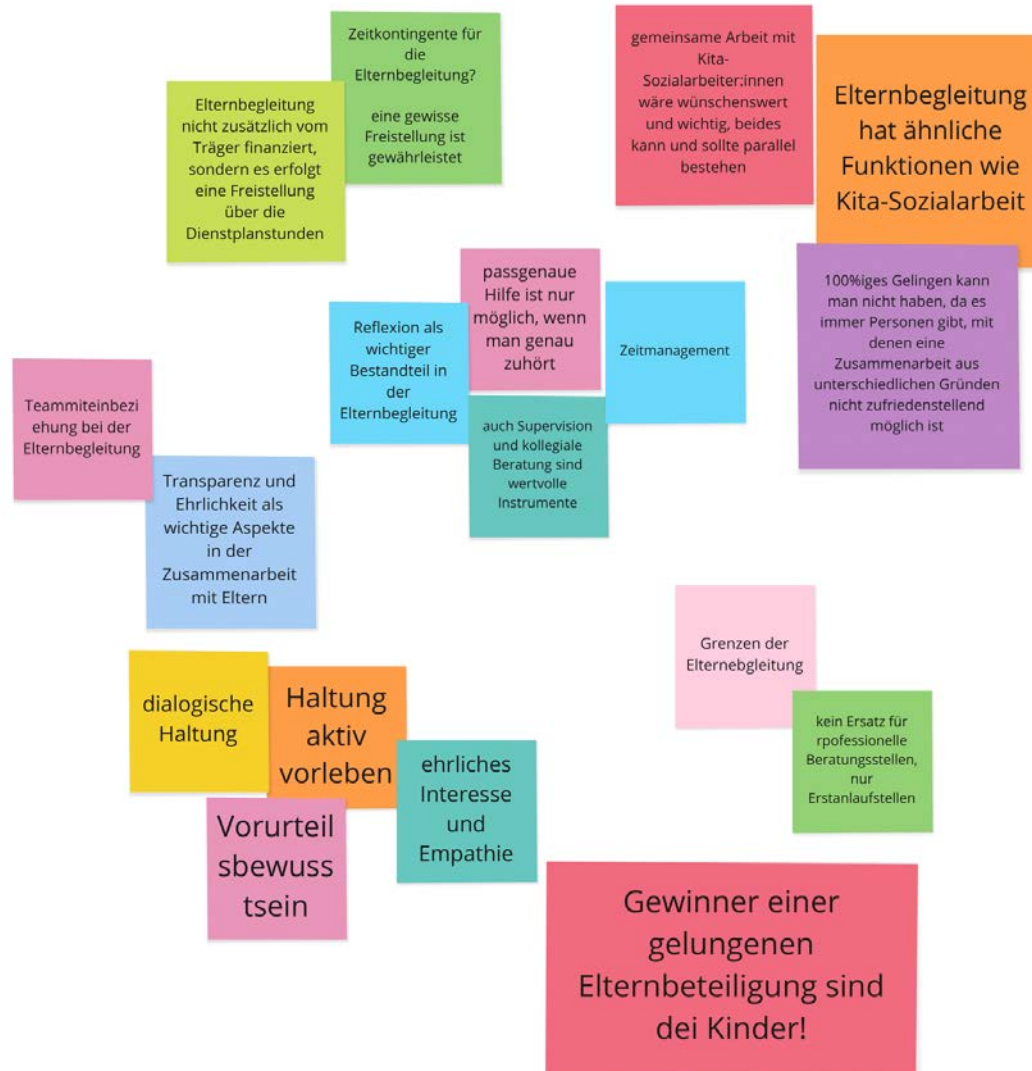 Zeitkontingente für
die
Elternbegleitung?
eine gewisse
Freistellung ist
gewährleistet
Elternbegleitung
nicht zusätzlich vom
Träger finanziert,
sondern es erfolgt
eine Freistellung
über die
Dienstplanstunden
gemeinsame Arbeit mit
Kita-
Sozialarbeiter:innen
wäre wünschenswert
und wichtig, beides
kann und sollte parallel
bestehen
Elternbegleitung
hat ähnliche
Funktionen wie
Kita-Sozialarbeit
100%iges Gelingen kann
man nicht haben, da es
immer Personen gibt, mit
denen eine
Zusammenarbeit aus
unterschiedlichen Gründen
nicht zufriedenstellend
möglich ist
passgenaue
Hilfe ist nur
möglich, wenn
man genau
zuhört
Reflexion als
wichtiger
Bestandteil in
der
Elternbegleitung
Zeitmanagement
auch Supervision
und kollegiale
Beratung sind
wertvolle
Instrumente
Teammiteinbezi
ehung bei der
Elternbegleitung
Transparenz und
Ehrlichkeit als
wichtige Aspekte
in der
Zusammenarbeit
mit Eltern
Grenzen der
Elternebgleitung
kein Ersatz für
rpofessionelle
Beratungsstellen,
nur
Erstanlaufstellen
dialogische
Haltung
Haltung
aktiv
vorleben
ehrliches
Interesse
und
Empathie
Vorurteil
sbewuss
tsein
Gewinner einer
gelungenen
Elternbeteiligung sind
dei Kinder!